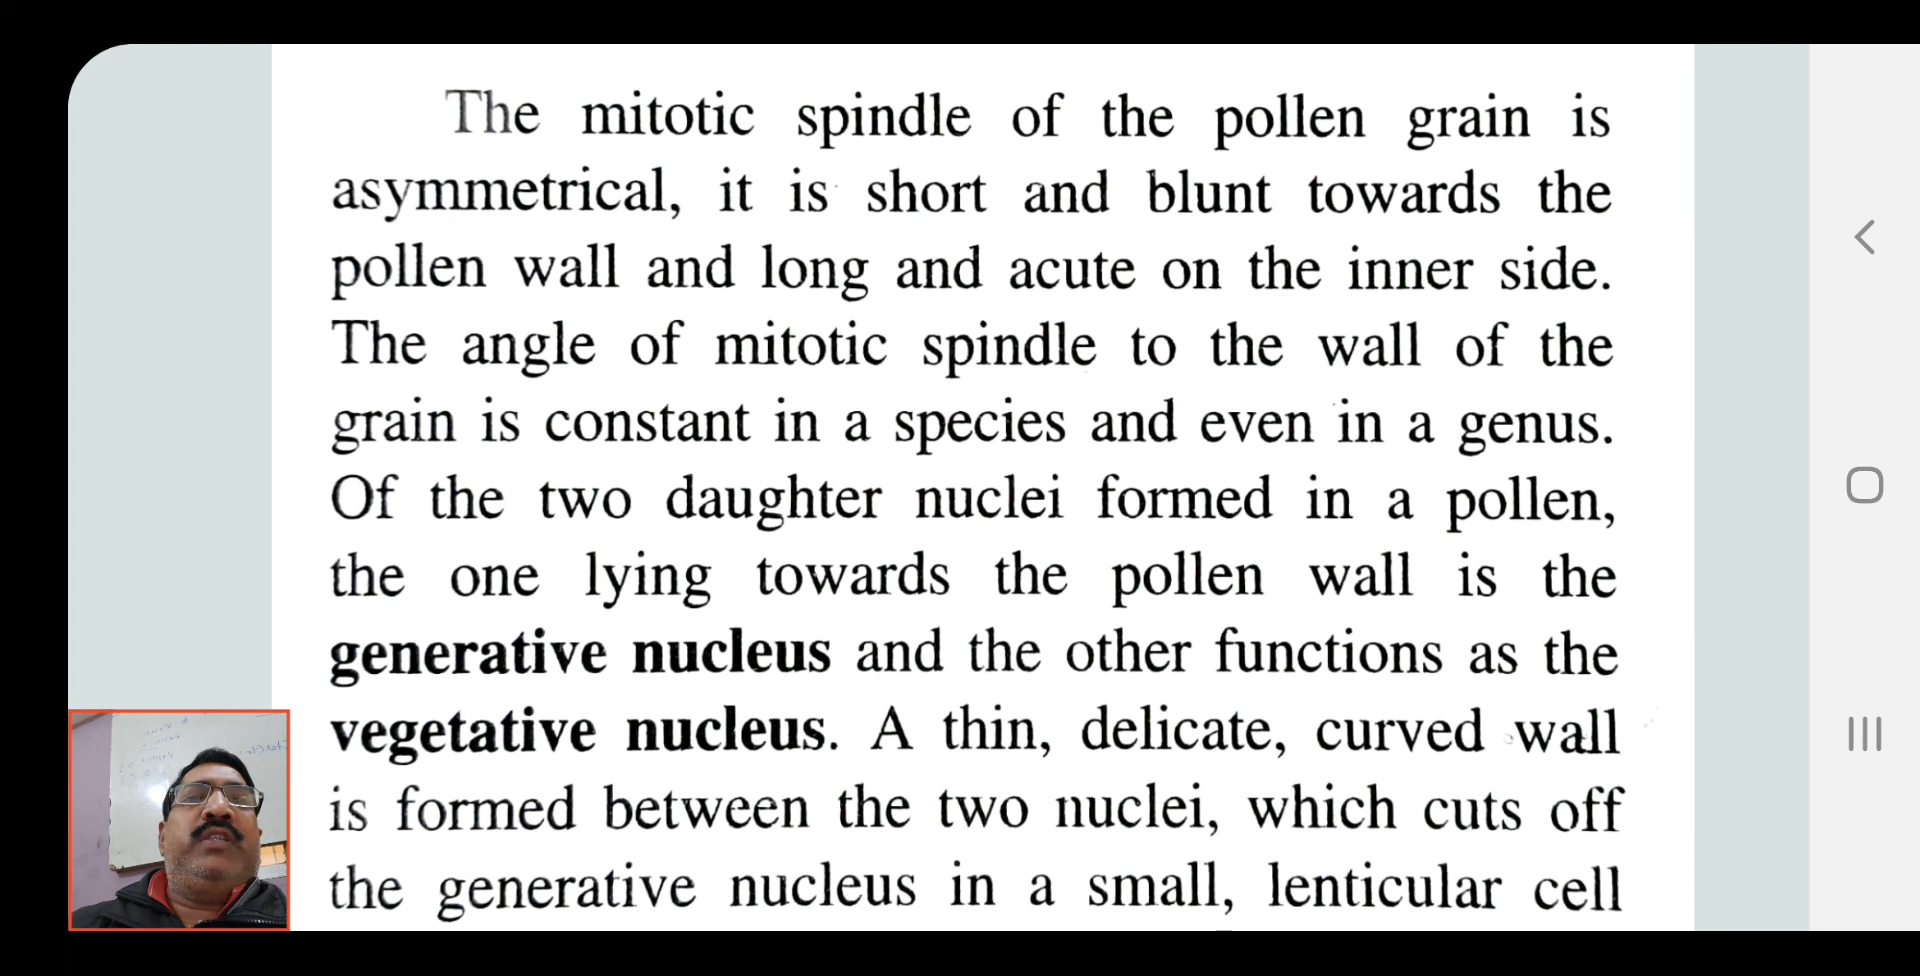 The mitotic spindle of the pollen grain is
asymmetrical, it is short and blunt towards the
pollen wall and long and acute on the inner side.
The angle of mitotic spindle to the wall of the
grain is constant in a species and even in a genus.
Of the two daughter nuclei formed in a pollen,
the one lying towards the pollen wall is the
generative nucleus and the other functions as the
vegetative nucleus. A thin, delicate, curved wall
is formed between the two nuclei, which cuts off
the generative nucleus in a small, lenticular cell